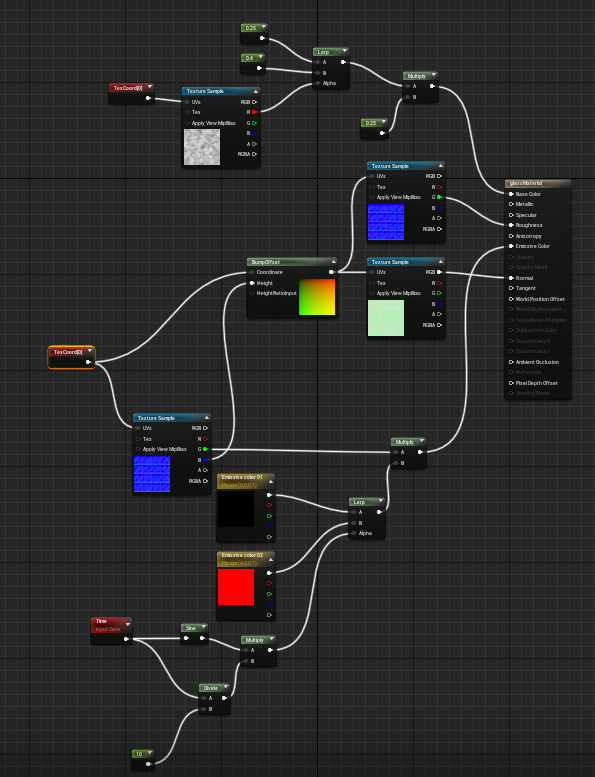 0.25
Lerp
A
B
Alpha
0.4
Multiply
A
B
0.25
TexCoord[0]
Texture Sample
UVs
RGB
Tex
R
Apply View MipBias
G
B
A
RGBA
Texture Sample
UVs
RGB
Tex
R
Apply View MipBias
G
B
A
RGBA
glassMaterial
Base Color
Metallic
Specular
Roughness
Anisotropy
Emissive Color
Opacity
Opacity Mask
Normal
Tangent
World Position Offset
World Displacement
Tessellation Multiplier
Subsurface Color
Custom Data 0
Custom Data 1
Ambient Occlusion
Refraction
Pixel Depth Offset
Shading Model
BumpOffset
Coordinate
Height
HeightRatioInput
Texture Sample
UVs
RGB
Tex
R
Apply View MipBias
G
B
A
RGBA
TexCoord[0]
Texture Sample
UVs
RGB
Tex
R
Apply View MipBias
G
B
A
RGBA
Multiply
A
B
Emissive color 01
Param (0,0,0,1)
Lerp
A
B
Alpha
Emissive color 02
Time
Input Data
Sine
Multiply
A
B
Divide
A
B
10